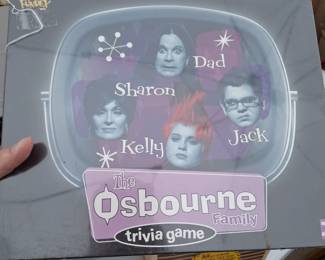 Dad
Sharon
Jack
Kelly
The
Osbourne
Family
trivia game